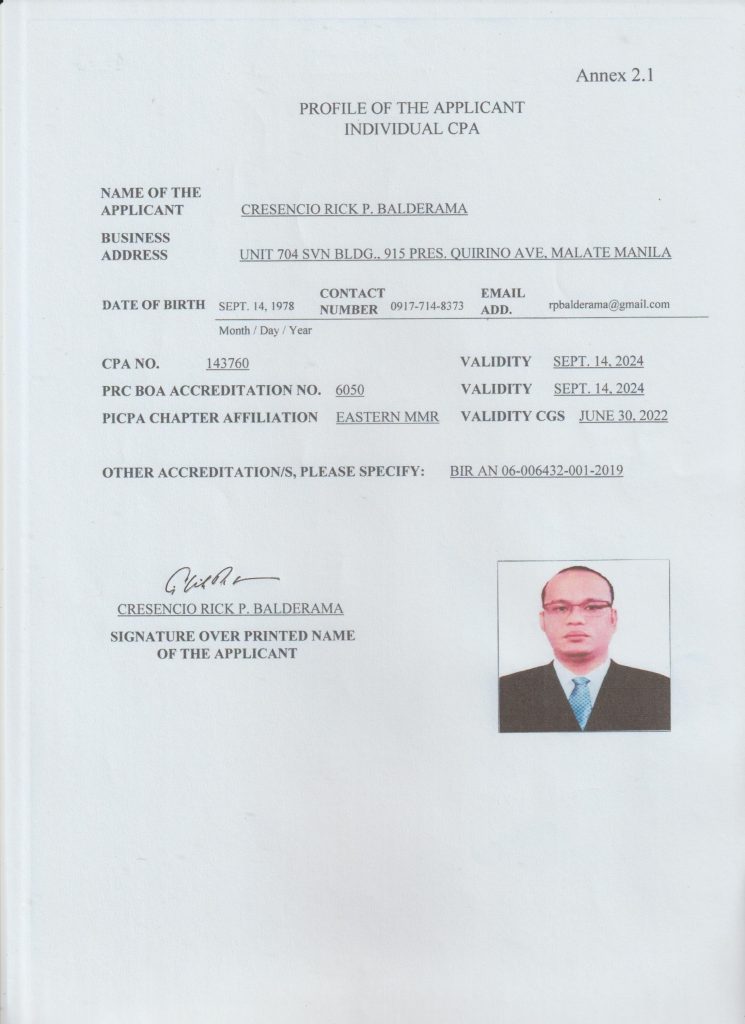 Annex 2.1
PROFILE OF THE APPLICANT
INDIVIDUAL CPA
NAME OF THE
APPLICANT CRESENCIO RICK P. BALDERAMA
BUSINESS
ADDRESS UNIT 704 SVN BLDG., 915 PRES. QUIRINO AVE, MALATE MANILA
DATE OF BIRTH SEPT. 14, 1978 CONTACT NUMBER 0917-714-8373 EMAIL ADD. rpbalderama@gmail.com
Month / Day / Year
CPA NO. 143760 VALIDITY SEPT. 14, 2024
PRC BOA ACCREDITATION NO. 6050 VALIDITY SEPT. 14, 2024
PICPA CHAPTER AFFILIATION EASTERN MMR VALIDITY CGS JUNE 30, 2022
OTHER ACCREDITATION/S, PLEASE SPECIFY: BIR AN 06-006432-001-2019
CRESENCIO RICK P. BALDERAMA
SIGNATURE OVER PRINTED NAME
OF THE APPLICANT